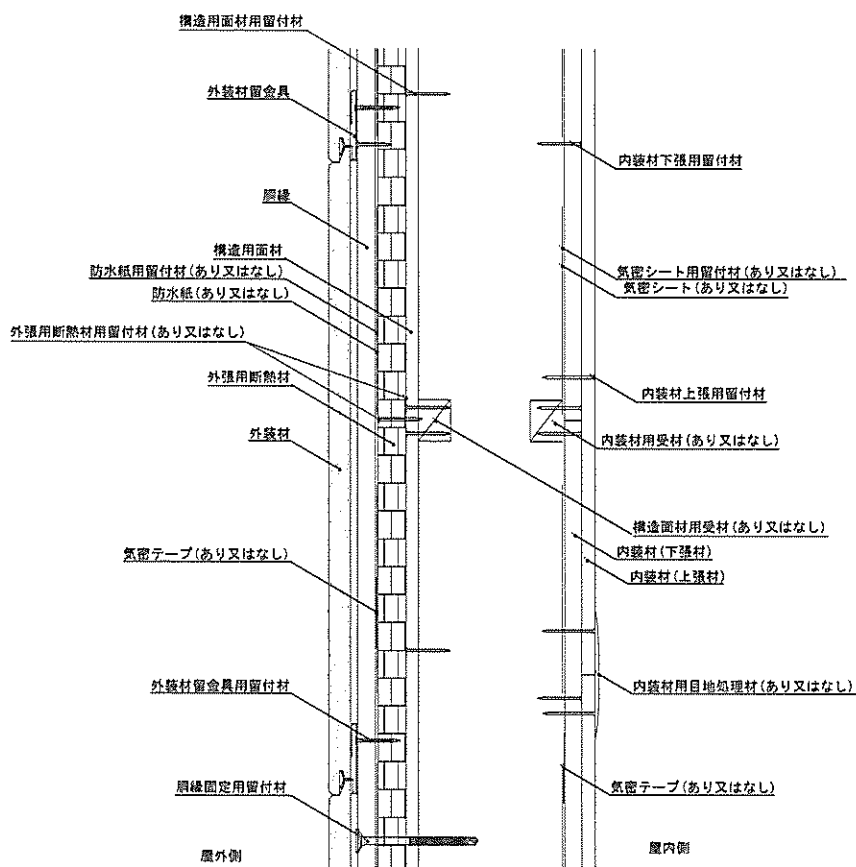 構造用面材用留付材
外装材留金具
胴縁
構造用面材
防水紙用留付材(あり又はなし)
防水紙(あり又はなし)
外張用断熱材用留付材(あり又はなし)
外張用断熱材
外装材
気密テープ(あり又はなし)
外装材留金具用留付材
胴縁固定用留付材
屋外側
内装材下張用留付材
気密シート用留付材(あり又はなし)
気密シート(あり又はなし)
内装材上張用留付材
内装材用受材(あり又はなし)
構造面材用受材(あり又はなし)
内装材(下張材)
内装材(上張材)
内装材用目地処理材(あり又はなし)
気密テープ(あり又はなし)
屋内側